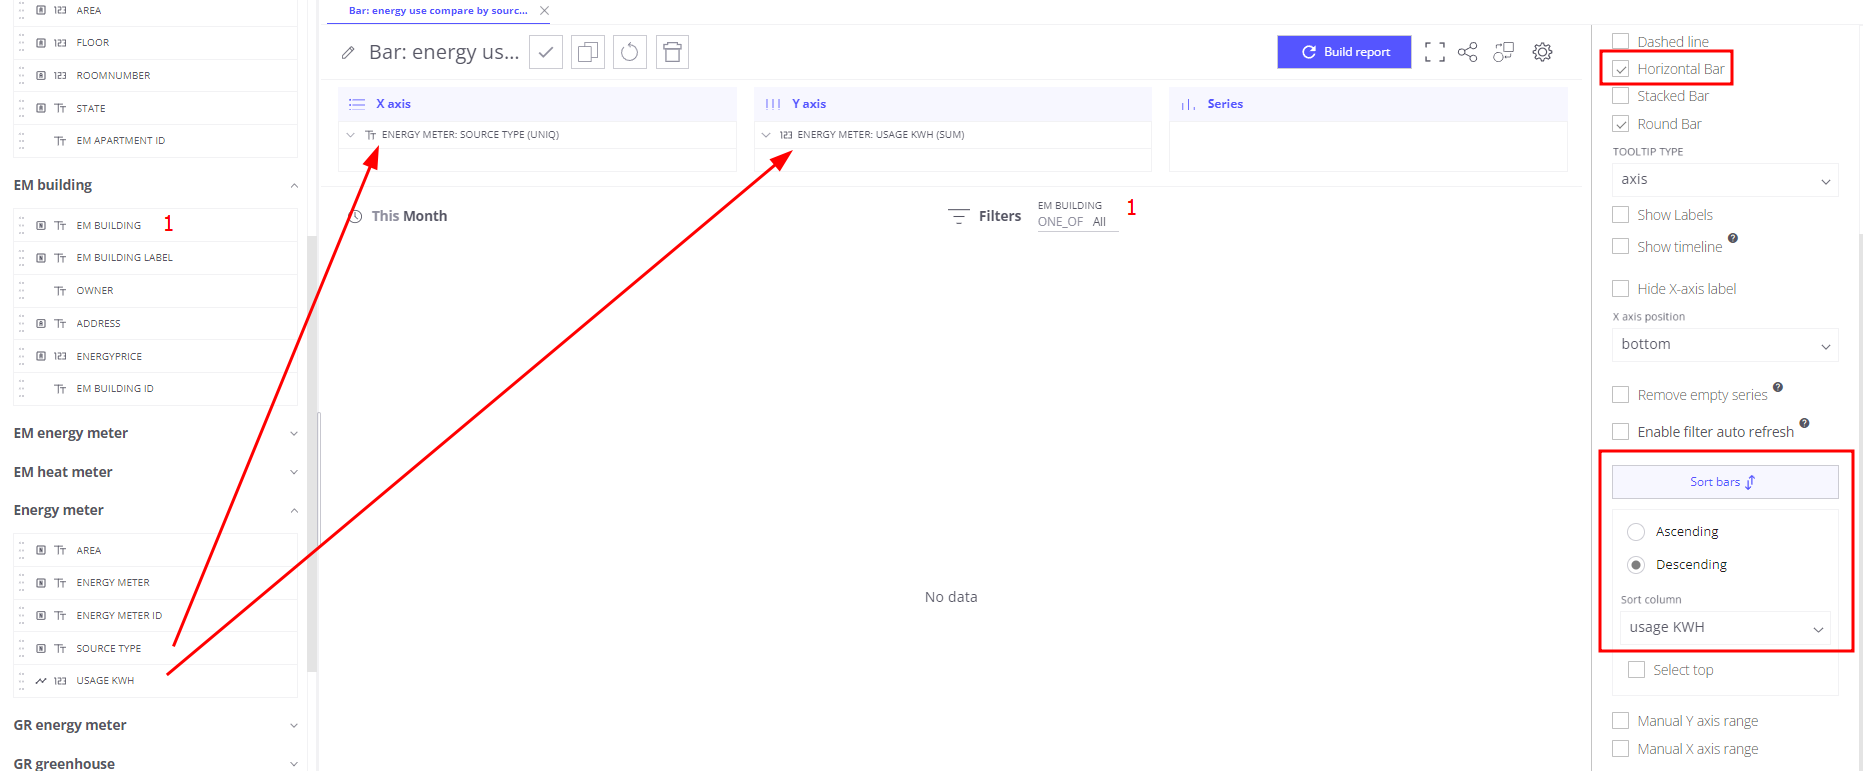 AREA
FLOOR
ROOMNUMBER
STATE
EM APARTMENT ID
EM building
EM BUILDING 1
EM BUILDING LABEL
OWNER
ADDRESS
ENERGYPRICE
EM BUILDING ID
EM energy meter
EM heat meter
Energy meter
AREA
ENERGY METER
ENERGY METER ID
SOURCE TYPE
USAGE KWH
GR energy meter
GR greenhouse
Bar: energy use compare by sourc...
Bar: energy us...
Build report
X axis
ENERGY METER: SOURCE TYPE (UNIQ)
Y axis
123 ENERGY METER: USAGE KWH (SUM)
Series
This Month
Filters
EM BUILDING 1
ONE_OF All
No data
Dashed line
Horizontal Bar
Stacked Bar
Round Bar
TOOLTIP TYPE
axis
Show Labels
Show timeline
Hide X-axis label
X axis position
bottom
Remove empty series
Enable filter auto refresh
Sort bars
Ascending
Descending
Sort column
usage KWH
Select top
Manual Y axis range
Manual X axis range